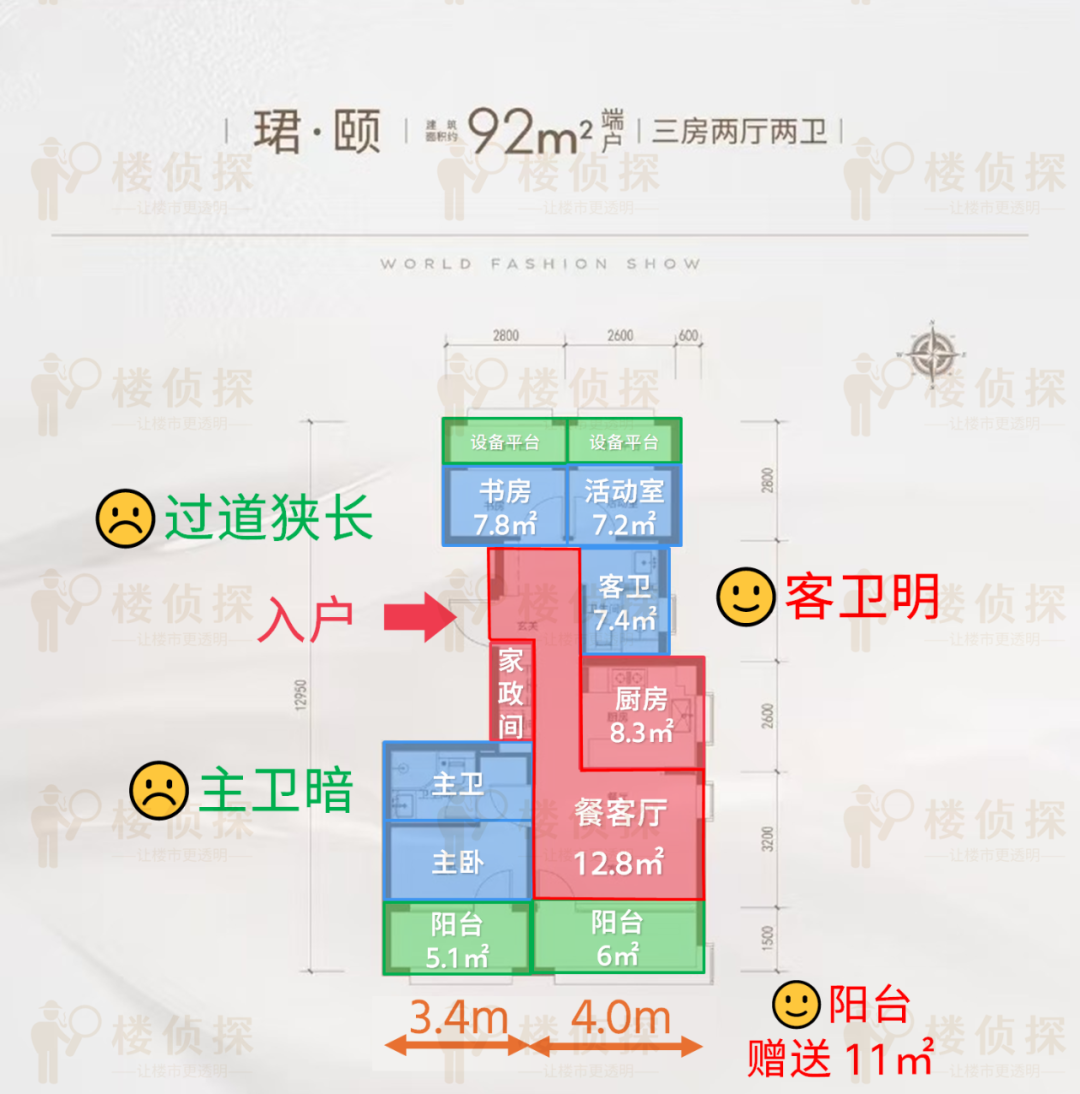 珺·颐
建筑面积约
92m²
端户
三房两厅两卫
WORLD FASHION SHOW
2800
2600
600
设备平台
设备平台
2800
书房
7.8㎡
活动室
7.2㎡
过道狭长
客卫
7.4㎡
客卫明
入户
玄关
家政间
厨房
8.3㎡
2600
12950
主卫暗
主卫
餐客厅
12.8㎡
3200
主卧
阳台
5.1㎡
阳台
6㎡
1500
3.4m
4.0m
阳台
赠送 11㎡
楼侦探
让楼市更透明